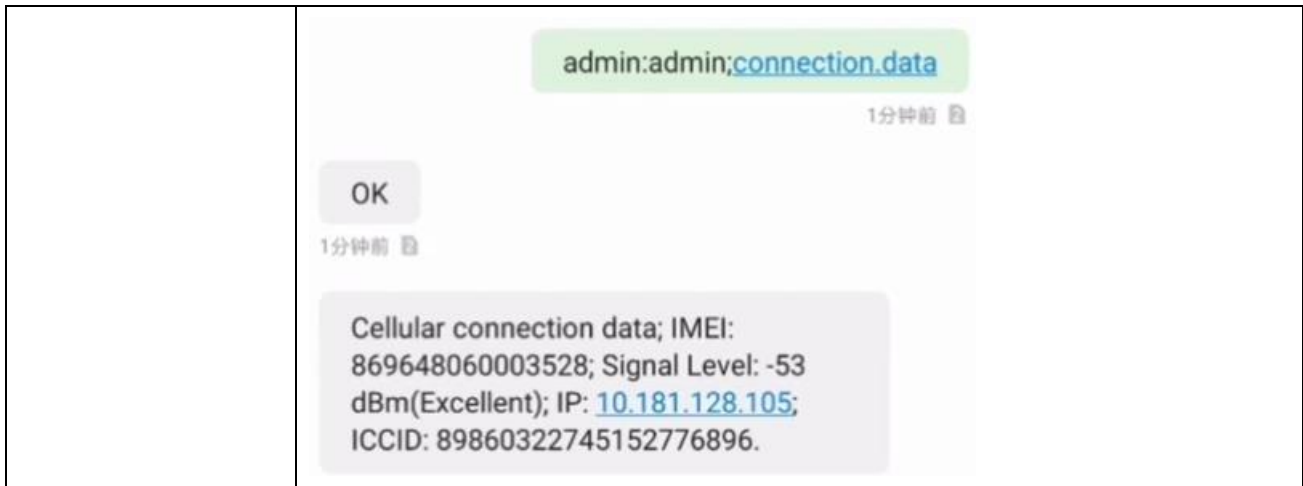 admin:admin;connection.data
1分钟前
OK
1分钟前
Cellular connection data; IMEI:
869648060003528; Signal Level: -53
dBm(Excellent); IP: 10.181.128.105;
ICCID: 89860322745152776896.